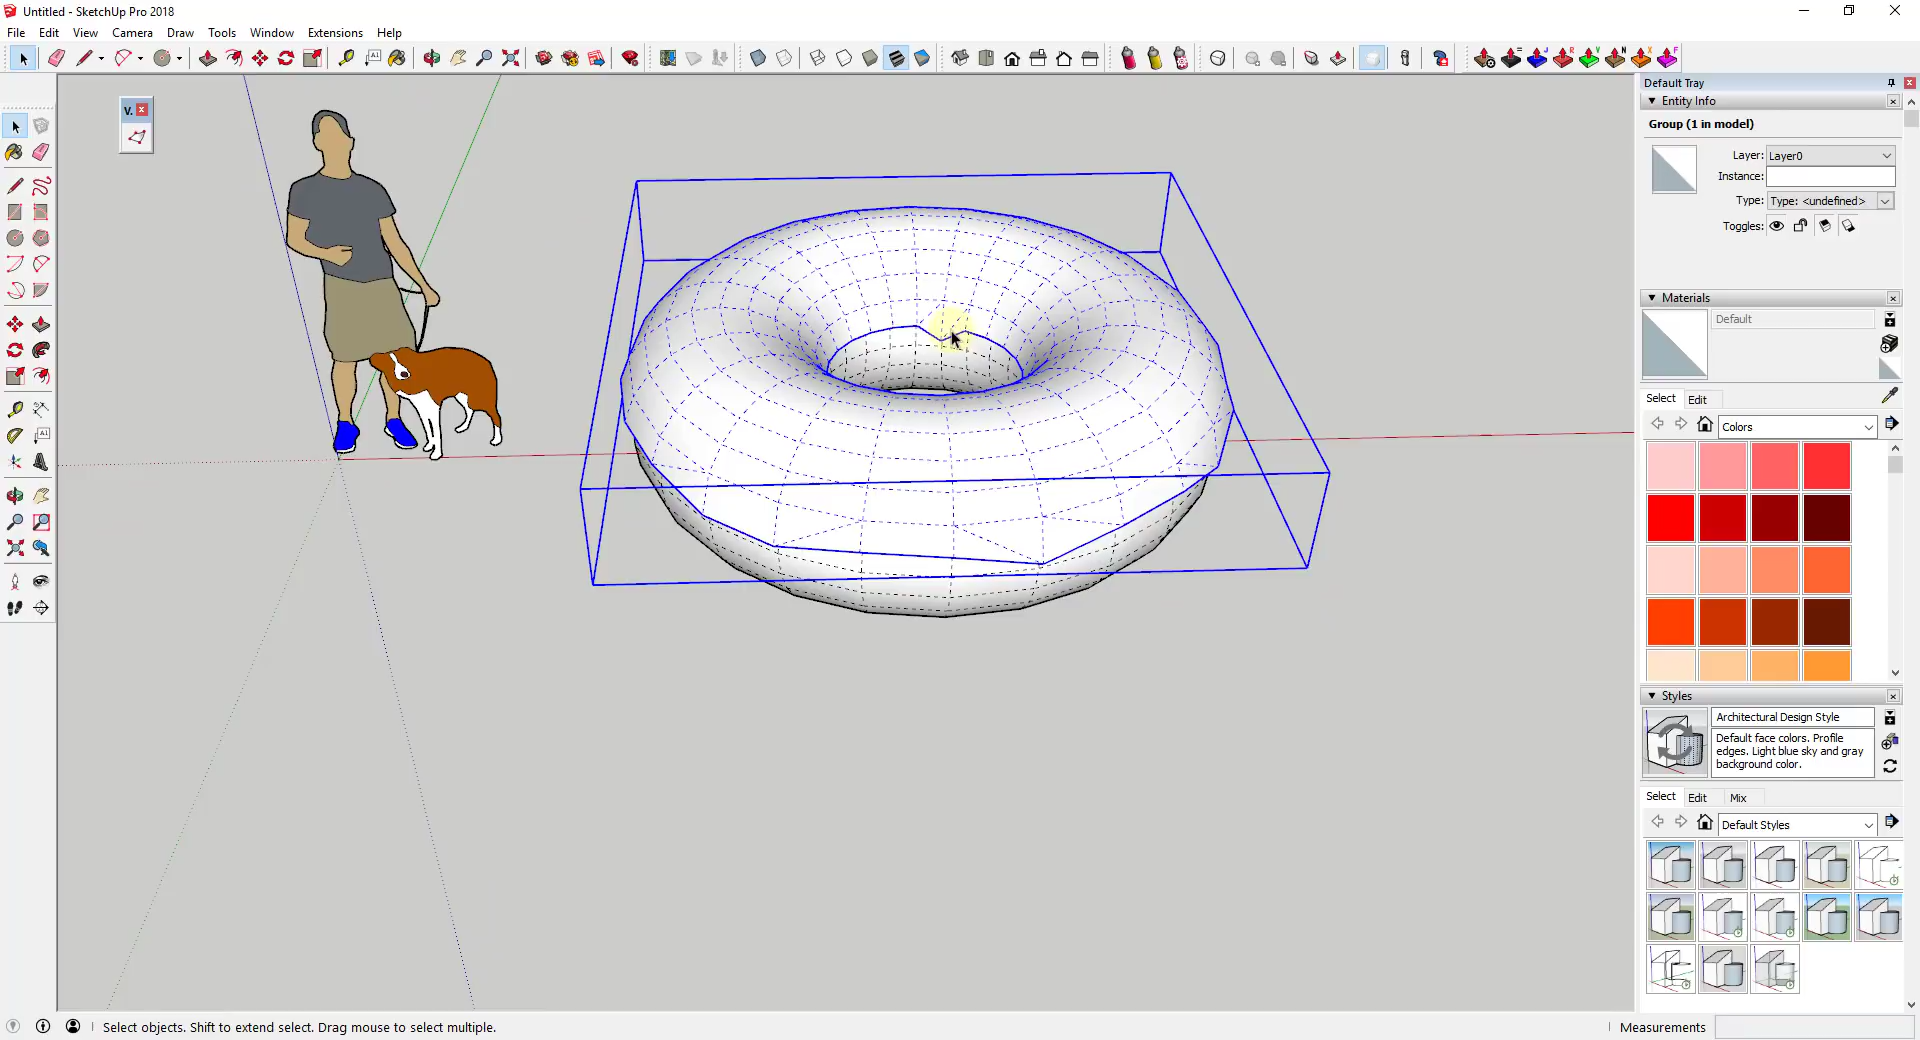 Untitled - SketchUp Pro 2018
File Edit View Camera Draw Tools Window Extensions Help
V.
Default Tray
Entity Info
Group (1 in model)
Layer: Layer0
Instance:
Type: Type: <undefined>
Toggles:
Materials
Default
Select Edit
Colors
Styles
Architectural Design Style
Default face colors. Profile
edges. Light blue sky and gray
background color.
Select Edit Mix
Default Styles
Select objects. Shift to extend select. Drag mouse to select multiple.
Measurements